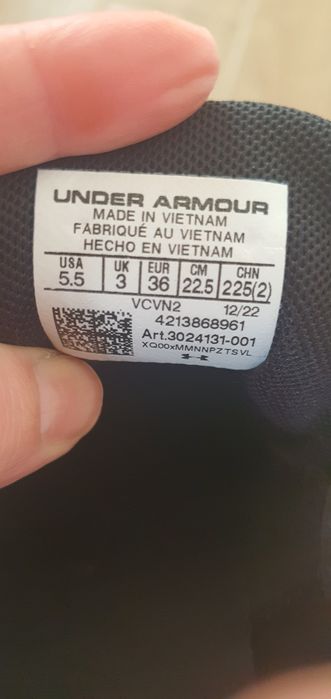 UNDER ARMOUR
MADE IN VIETNAM
FABRIQUÉ AU VIETNAM
HECHO EN VIETNAM
USA UK EUR CM CHN
5.5 3 36 22.5 225(2)
VCVN2 12/22
4213868961
Art.3024131-001
XQ00xMMNNPZTSVL